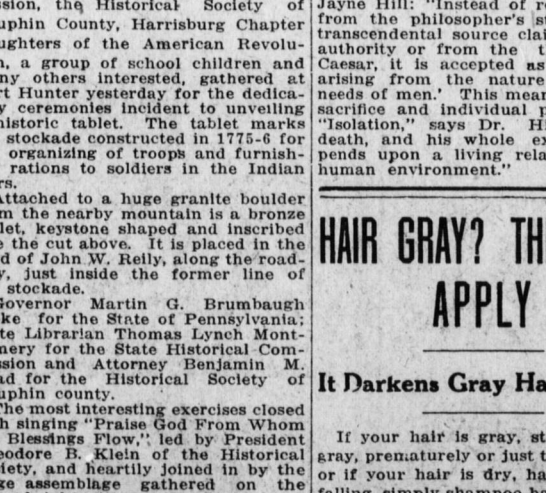 ssion, the Historical Society of
uphin County, Harrisburg Chapter
ughters of the American Revolu-
n, a group of school children and
ny others interested, gathered at
rt Hunter yesterday for the dedica-
y ceremonies incident to unveiling
historic tablet. The tablet marks
stockade constructed in 1775-6 for
organizing of troops and furnish-
rations to soldiers in the Indian
rs.
Attached to a huge granite boulder
m the nearby mountain is a bronze
let, keystone shaped and inscribed
e the cut above. It is placed in the
d of John W. Reily, along the road-
y, just inside the former line of
stockade.
Governor Martin G. Brumbaugh
ke for the State of Pennsylvania;
te Librarian Thomas Lynch Mont-
mery for the State Historical Com-
ssion and Attorney Benjamin M.
ad for the Historical Society of
uphin county.
The most interesting exercises closed
h singing "Praise God From Whom
Blessings Flow," led by President
eodore B. Klein of the Historical
iety, and heartily joined in by the
ge assemblage gathered on the
Jayne Hill: "Instead of r
from the philosopher's st
transcendental source clai
authority or from the t
Caesar, it is accepted as
arising from the nature
needs of men.' This mean
sacrifice and individual p
"Isolation," says Dr. H
death, and his whole ex
pends upon a living rela
human environment."
HAIR GRAY? TH
APPLY
It Darkens Gray Ha
If your hair is gray, st
gray, prematurely or just t
or if your hair is dry, ha
falling, simply shampoo h